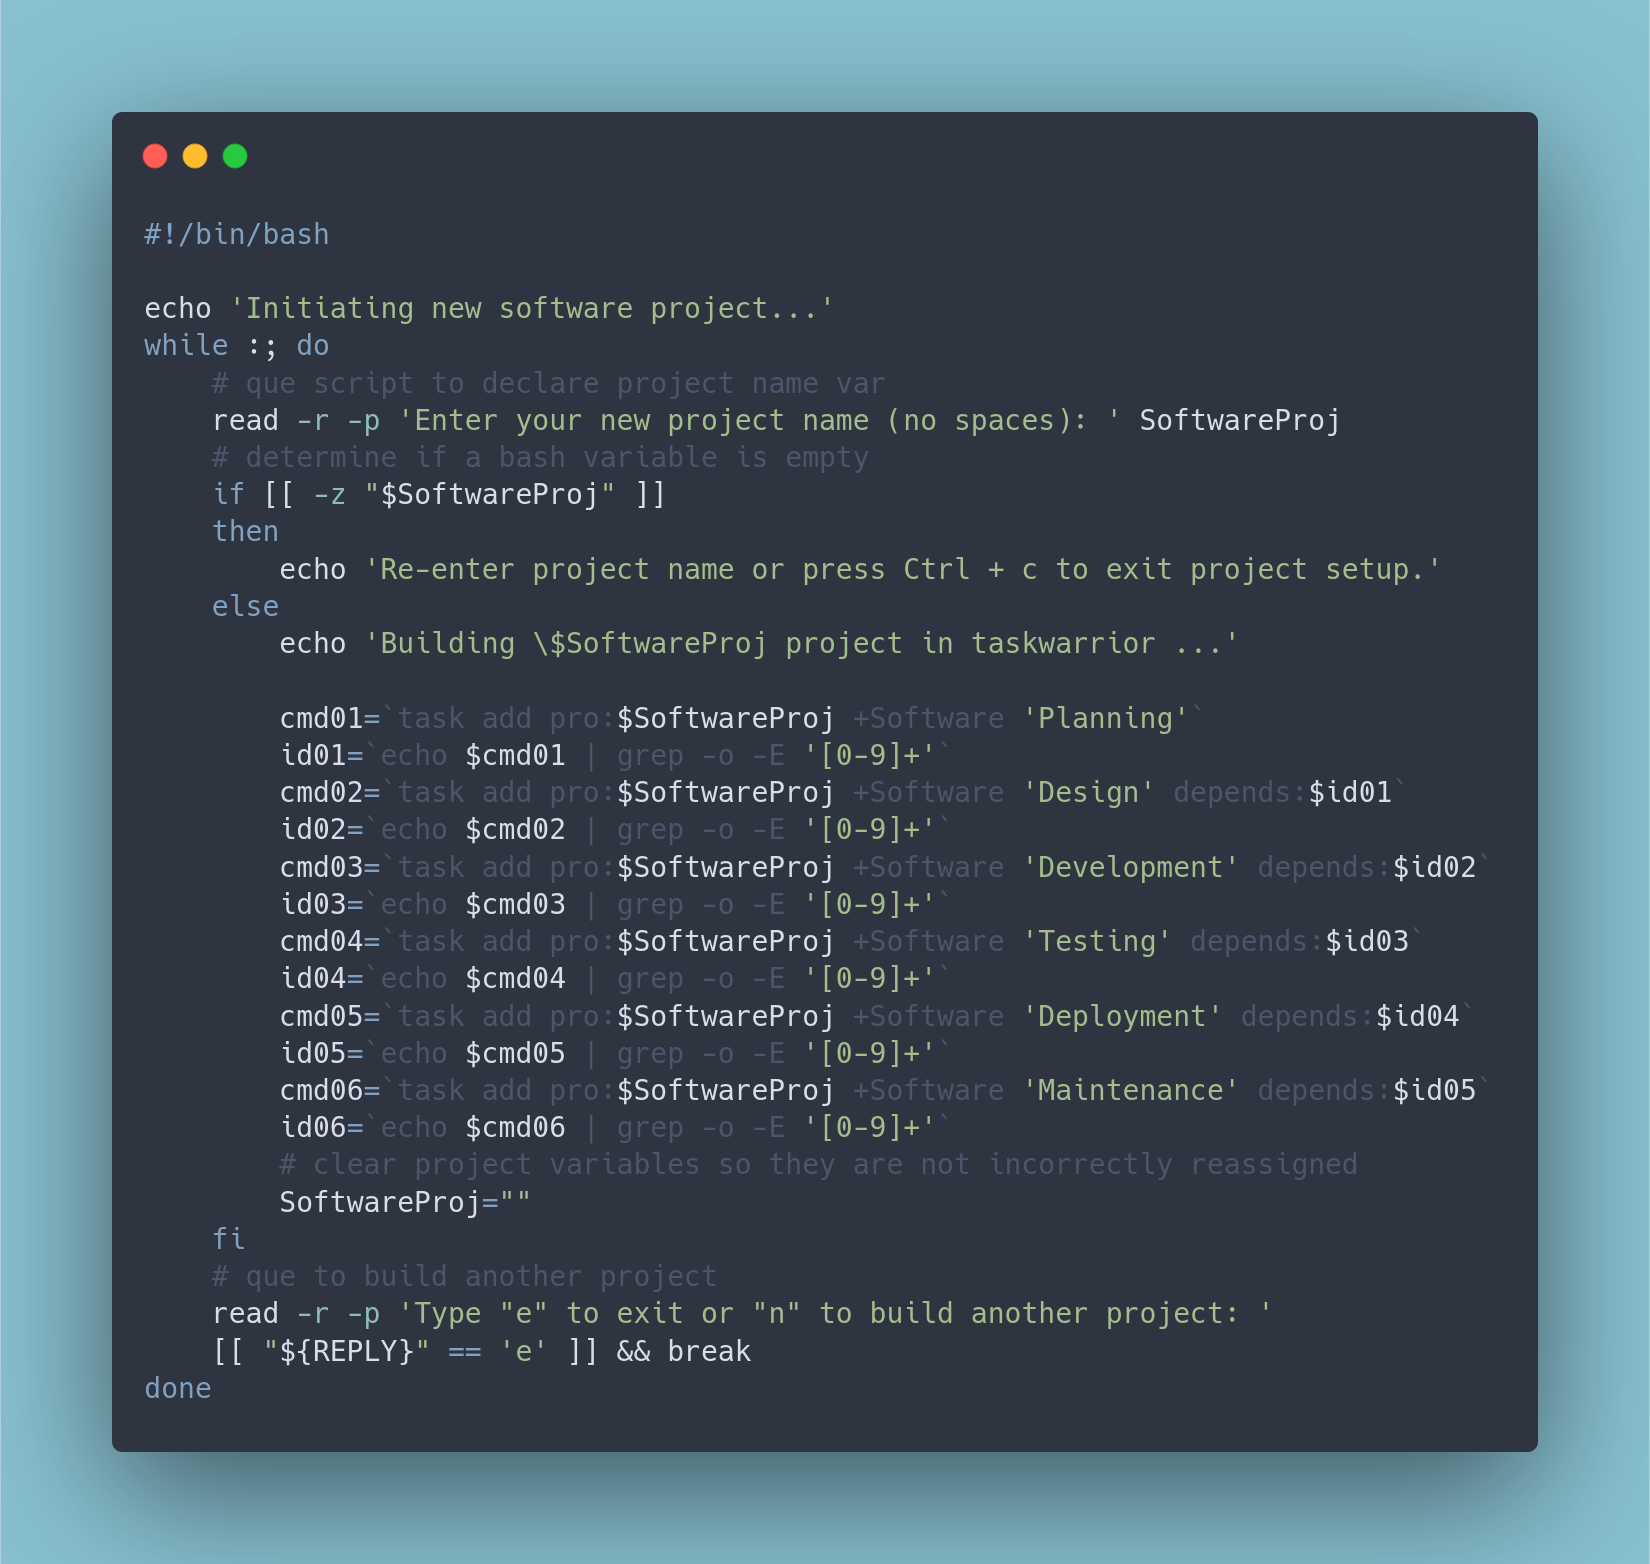 #!/bin/bash

echo 'Initiating new software project...'
while :; do
    # que script to declare project name var
    read -r -p 'Enter your new project name (no spaces): ' SoftwareProj
    # determine if a bash variable is empty
    if [[ -z "$SoftwareProj" ]]
    then
        echo 'Re-enter project name or press Ctrl + c to exit project setup.'
    else
        echo 'Building \$SoftwareProj project in taskwarrior ...'

        cmd01=`task add pro:$SoftwareProj +Software 'Planning'`
        id01=`echo $cmd01 | grep -o -E '[0-9]+'`
        cmd02=`task add pro:$SoftwareProj +Software 'Design' depends:$id01`
        id02=`echo $cmd02 | grep -o -E '[0-9]+'`
        cmd03=`task add pro:$SoftwareProj +Software 'Development' depends:$id02`
        id03=`echo $cmd03 | grep -o -E '[0-9]+'`
        cmd04=`task add pro:$SoftwareProj +Software 'Testing' depends:$id03`
        id04=`echo $cmd04 | grep -o -E '[0-9]+'`
        cmd05=`task add pro:$SoftwareProj +Software 'Deployment' depends:$id04`
        id05=`echo $cmd05 | grep -o -E '[0-9]+'`
        cmd06=`task add pro:$SoftwareProj +Software 'Maintenance' depends:$id05`
        id06=`echo $cmd06 | grep -o -E '[0-9]+'`
        # clear project variables so they are not incorrectly reassigned
        SoftwareProj=""
    fi
    # que to build another project
    read -r -p 'Type "e" to exit or "n" to build another project: '
    [[ "${REPLY}" == 'e' ]] && break
done